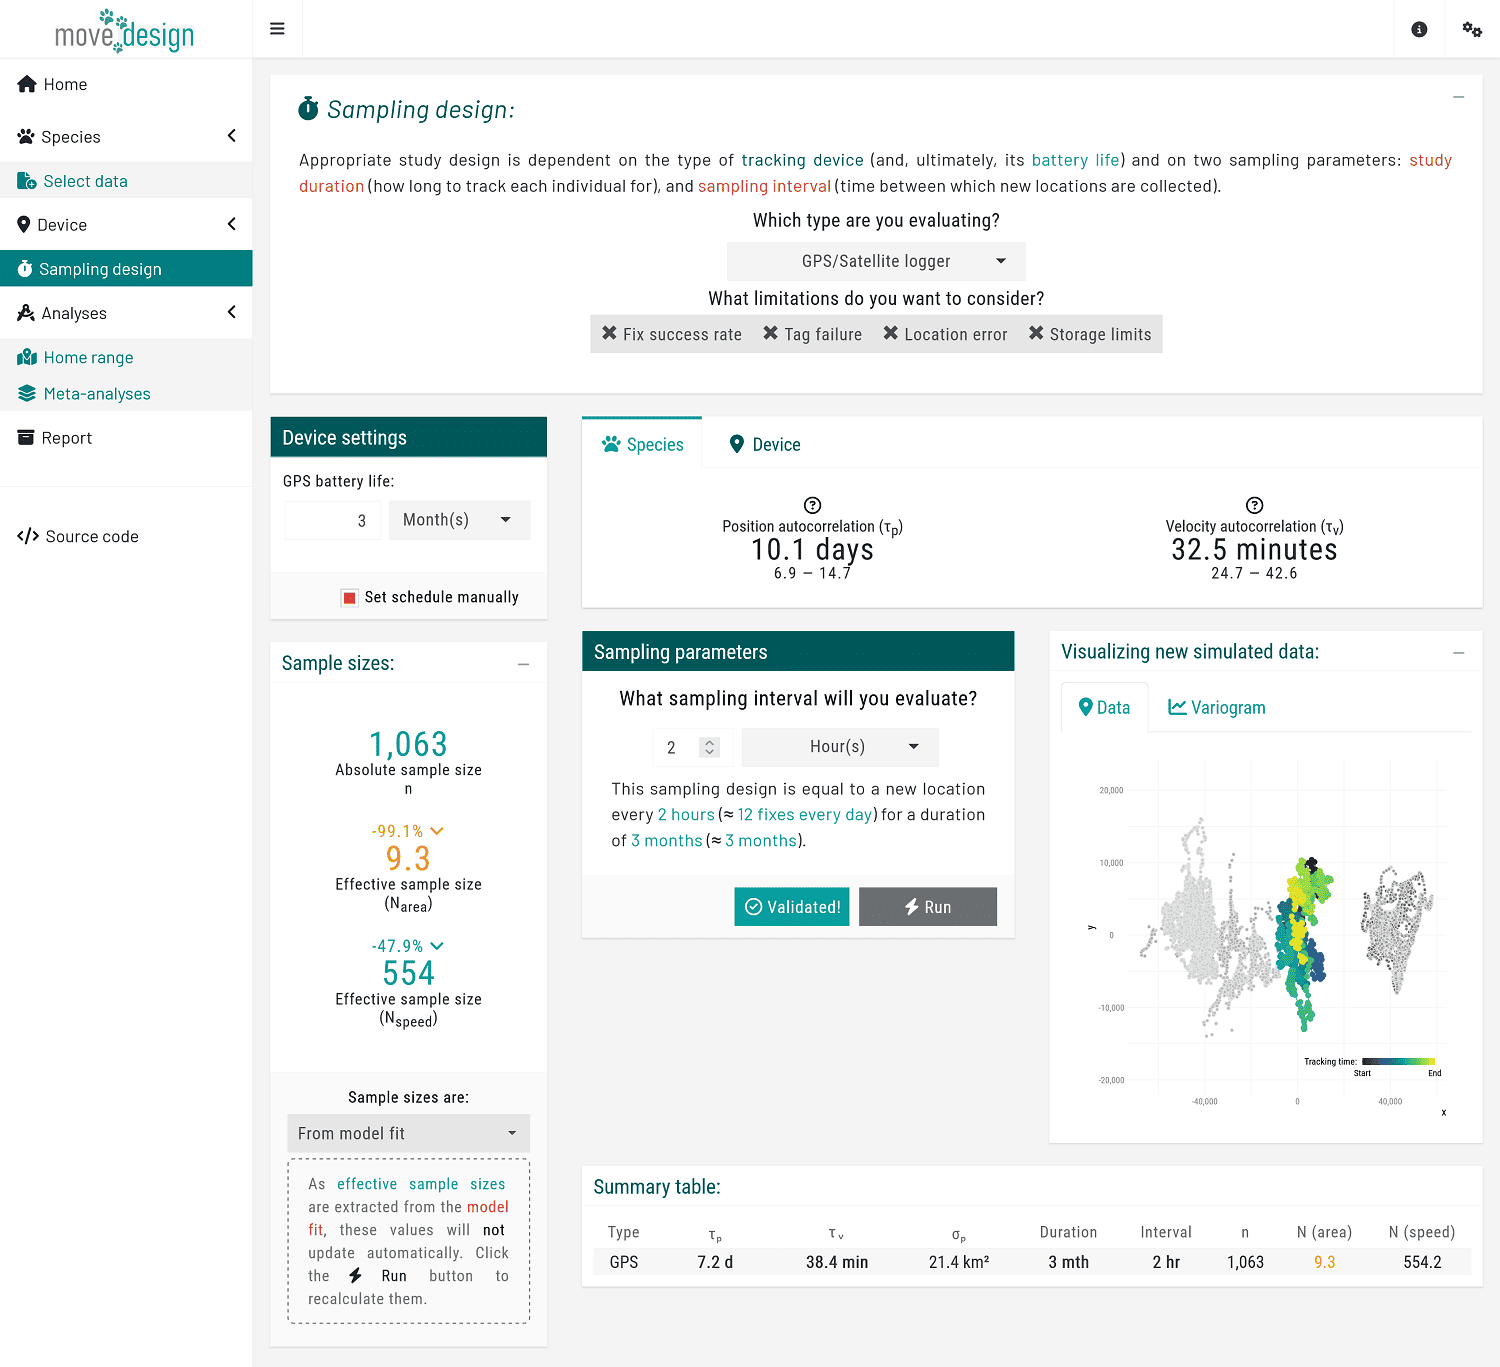 move design
Home
Species
Select data
Device
Sampling design
Analyses
Home range
Meta-analyses
Report
Source code
Sampling design:
Appropriate study design is dependent on the type of tracking device (and, ultimately, its battery life) and on two sampling parameters: study
duration (how long to track each individual for), and sampling interval (time between which new locations are collected).
Which type are you evaluating?
GPS/Satellite logger
What limitations do you want to consider?
Fix success rate Tag failure Location error Storage limits
Device settings
GPS battery life:
3 Month(s)
Set schedule manually
Species Device
Position autocorrelation (τp) Velocity autocorrelation (τv)
10.1 days 32.5 minutes
6.9 — 14.7 24.7 — 42.6
Sample sizes:
1,063
Absolute sample size
n
-99.1%
9.3
Effective sample size
(Narea)
-47.9%
554
Effective sample size
(Nspeed)
Sample sizes are:
From model fit
As effective sample sizes
are extracted from the model
fit, these values will not
update automatically. Click
the Run button to
recalculate them.
Sampling parameters
What sampling interval will you evaluate?
2 Hour(s)
This sampling design is equal to a new location
every 2 hours (≈ 12 fixes every day) for a duration
of 3 months (≈ 3 months).
Validated! Run
Visualizing new simulated data:
Data Variogram
20,000
10,000
0
-10,000
-20,000
y
Tracking time:
Start End
-40,000 0 40,000
x
Summary table:
Type τp τv σp Duration Interval n N (area) N (speed)
GPS 7.2 d 38.4 min 21.4 km² 3 mth 2 hr 1,063 9.3 554.2